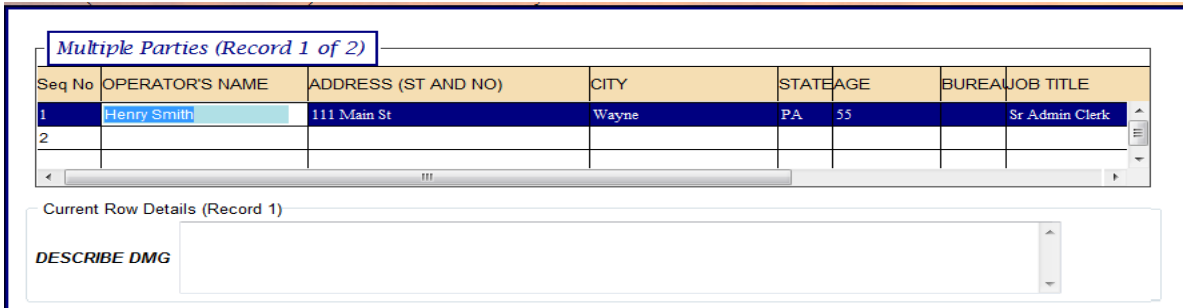 Multiple Parties (Record 1 of 2)
Seq No OPERATOR'S NAME ADDRESS (ST AND NO) CITY STATE AGE BUREAU JOB TITLE
1 Henry Smith 111 Main St Wayne PA 55 Sr Admin Clerk
2
Current Row Details (Record 1)
DESCRIBE DMG